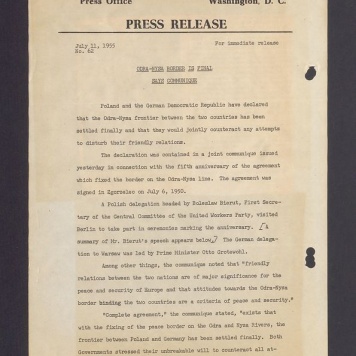 Press Office Washington, D. C.
PRESS RELEASE
July 11, 1955 For immediate release
No. 62
ODRA-NYSA BORDER IS FINAL
SAYS COMMUNIQUE
Poland and the German Democratic Republic have declared
that the Odra-Nysa frontier between the two countries has been
settled finally and that they would jointly counteract any attempts
to disturb their friendly relations.
The declaration was contained in a joint communique issued
yesterday in connection with the fifth anniversary of the agreement
which fixed the border on the Odra-Nysa line. The agreement was
signed in Zgorzelec on July 6, 1950.
A Polish delegation headed by Boleslaw Bierut, First Secre-
tary of the Central Committee of the United Workers Party, visited
Berlin to take part in ceremonies marking the anniversary. [A
summary of Mr. Bierut's speech appears below.] The German delega-
tion to Warsaw was led by Prime Minister Otto Grotewohl.
Among other things, the communique noted that "friendly
relations between the two nations are of major significance for the
peace and security of Europe and that attitudes towards the Odra-Nysa
border binding the two countries are a criteria of peace and security."
"Complete agreement," the communique stated, "exists that
with the fixing of the peace border on the Odra and Nysa Rivers, the
frontier between Poland and Germany has been settled finally. Both
Governments stressed their unbreakable will to counteract all at-